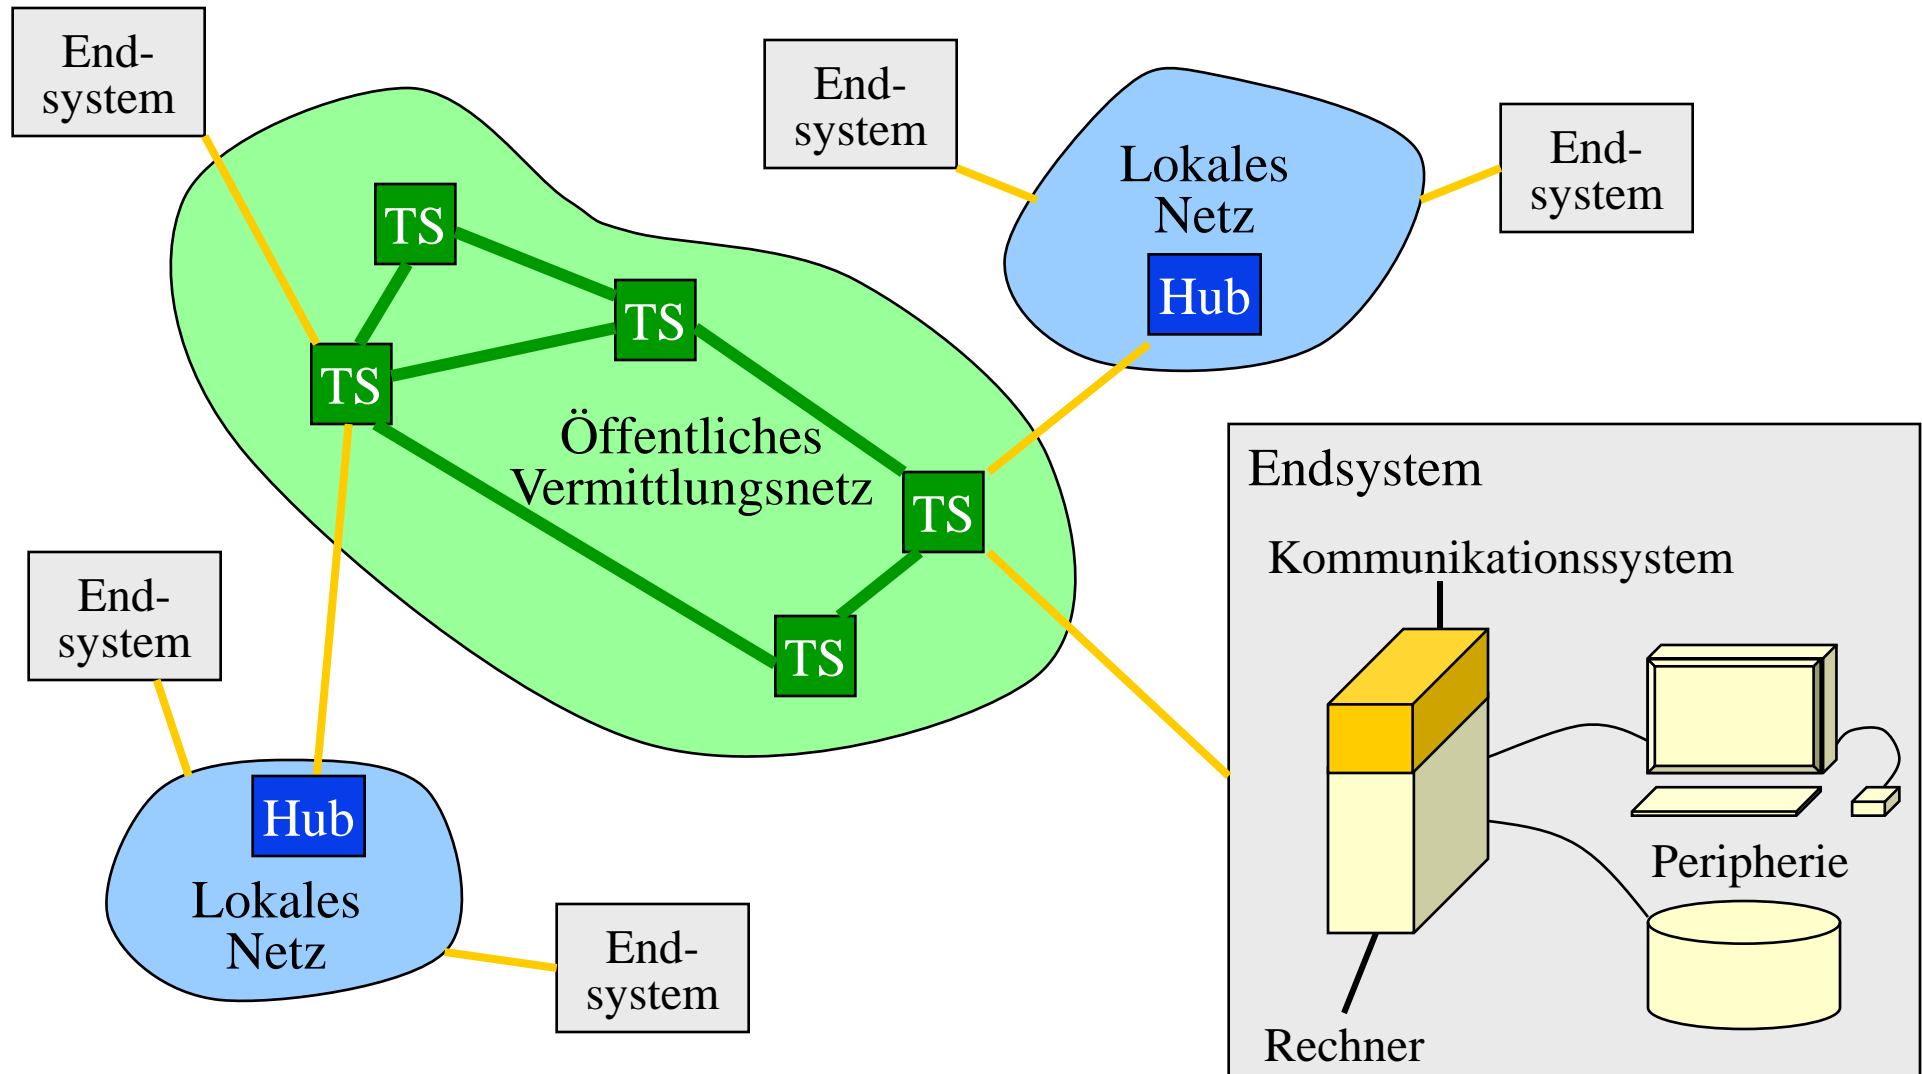 End-
system
End-
system
End-
system
Lokales
Netz
Hub
TS
TS
TS
Öffentliches
Vermittlungsnetz
TS
TS
End-
system
Hub
Lokales
Netz
End-
system
Endsystem
Kommunikationssystem
Peripherie
Rechner